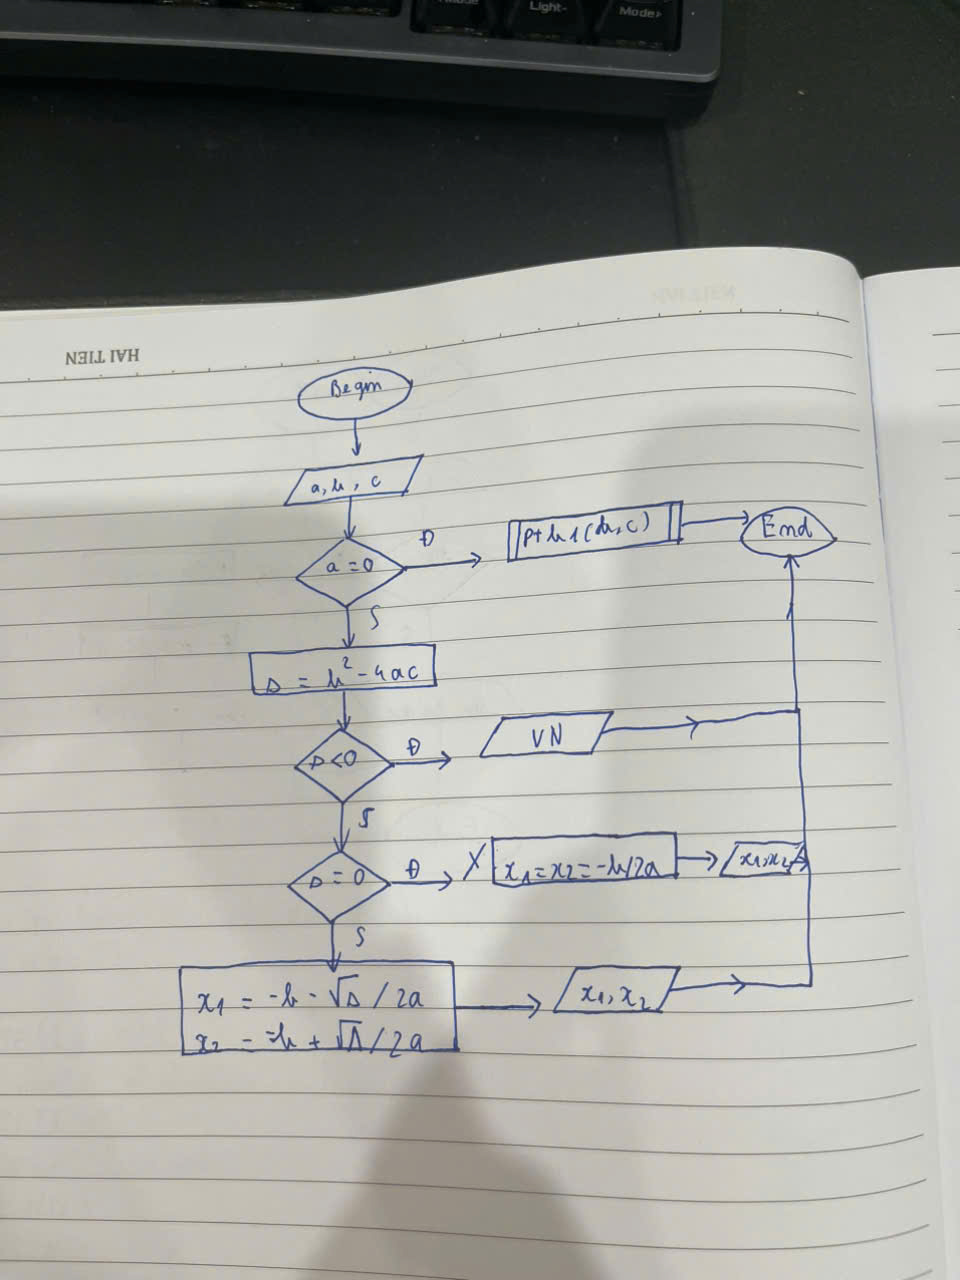 Mode
Light-
Mode>
HAI TIEN
Begin
a, b, c
a = 0
Đ
ptb1(b,c)
End
S
Δ = b² - 4ac
Δ < 0
Đ
VN
S
Δ = 0
Đ
x₁ = x₂ = -b/2a
x₁, x₂
S
x₁ = -b - √Δ / 2a
x₂ = -b + √Δ / 2a
x₁, x₂